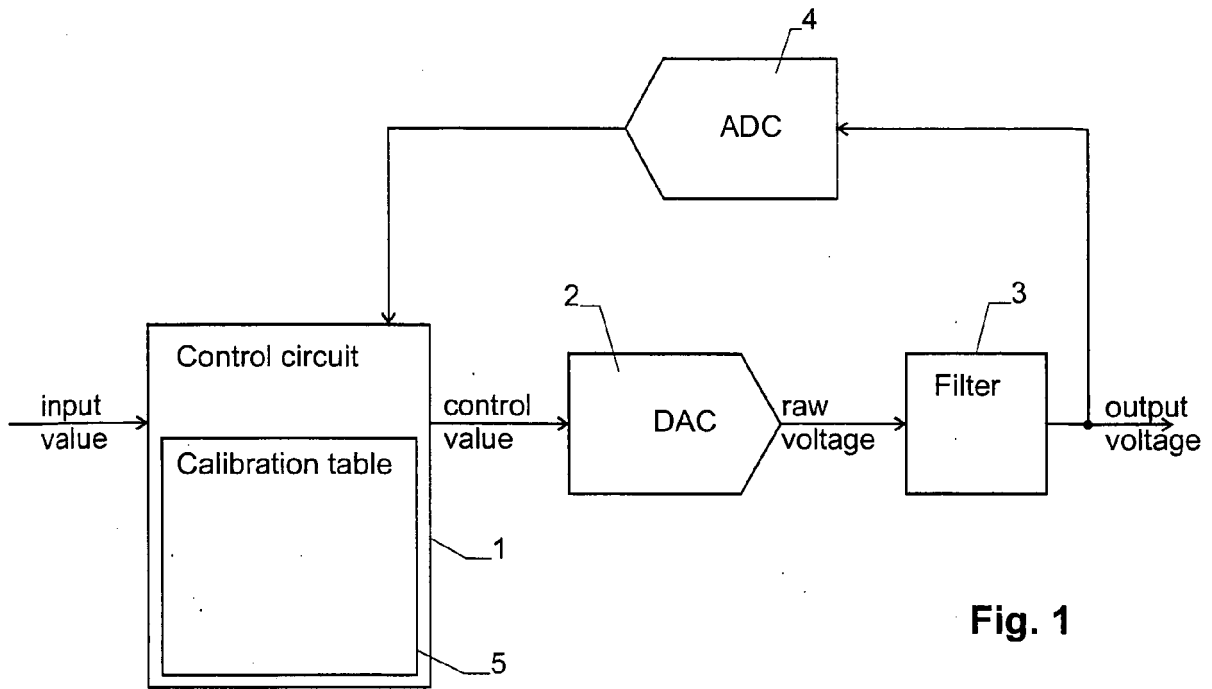 4
ADC
2
3
Control circuit
Filter
input
value
control
value
DAC
raw
voltage
output
voltage
Calibration table
1
5
Fig. 1